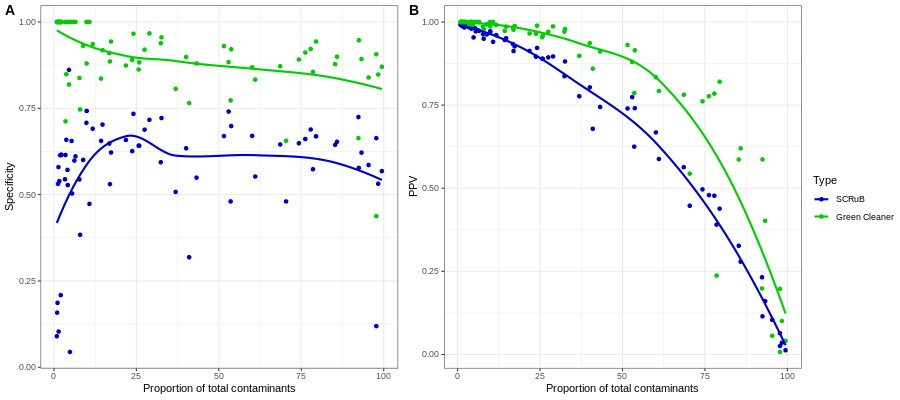 A
Specificity
1.00
0.75
0.50
0.25
0.00
0
25
50
75
100
Proportion of total contaminants
B
PPV
1.00
0.75
0.50
0.25
0.00
0
25
50
75
100
Proportion of total contaminants
Type
SCRuB
Green Cleaner